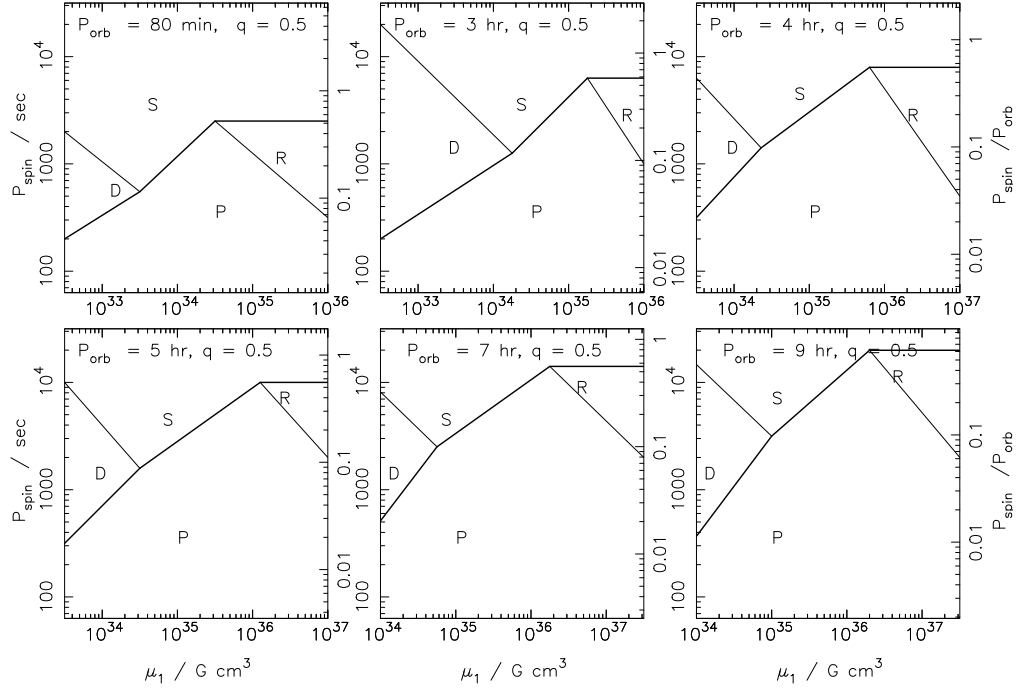 P_orb = 80 min, q = 0.5
P_orb = 3 hr, q = 0.5
P_orb = 4 hr, q = 0.5
P_spin / sec
10^4
1000
100
S
D
R
P
1
0.1
10^33 10^34 10^35 10^36
10^4
1000
100
S
D
R
P
1
0.1
0.01
10^33 10^34 10^35 10^36
10^4
1000
100
S
D
R
P
1
0.1
0.01
P_spin / P_orb
10^34 10^35 10^36 10^37
P_orb = 5 hr, q = 0.5
P_orb = 7 hr, q = 0.5
P_orb = 9 hr, q = 0.5
P_spin / sec
10^4
1000
100
R
S
D
P
1
0.1
0.01
10^34 10^35 10^36 10^37
10^4
1000
100
R
S
D
P
1
0.1
0.01
10^34 10^35 10^36 10^37
10^4
1000
100
R
S
D
P
1
0.1
0.01
P_spin / P_orb
10^34 10^35 10^36 10^37
μ_1 / G cm^3
μ_1 / G cm^3
μ_1 / G cm^3